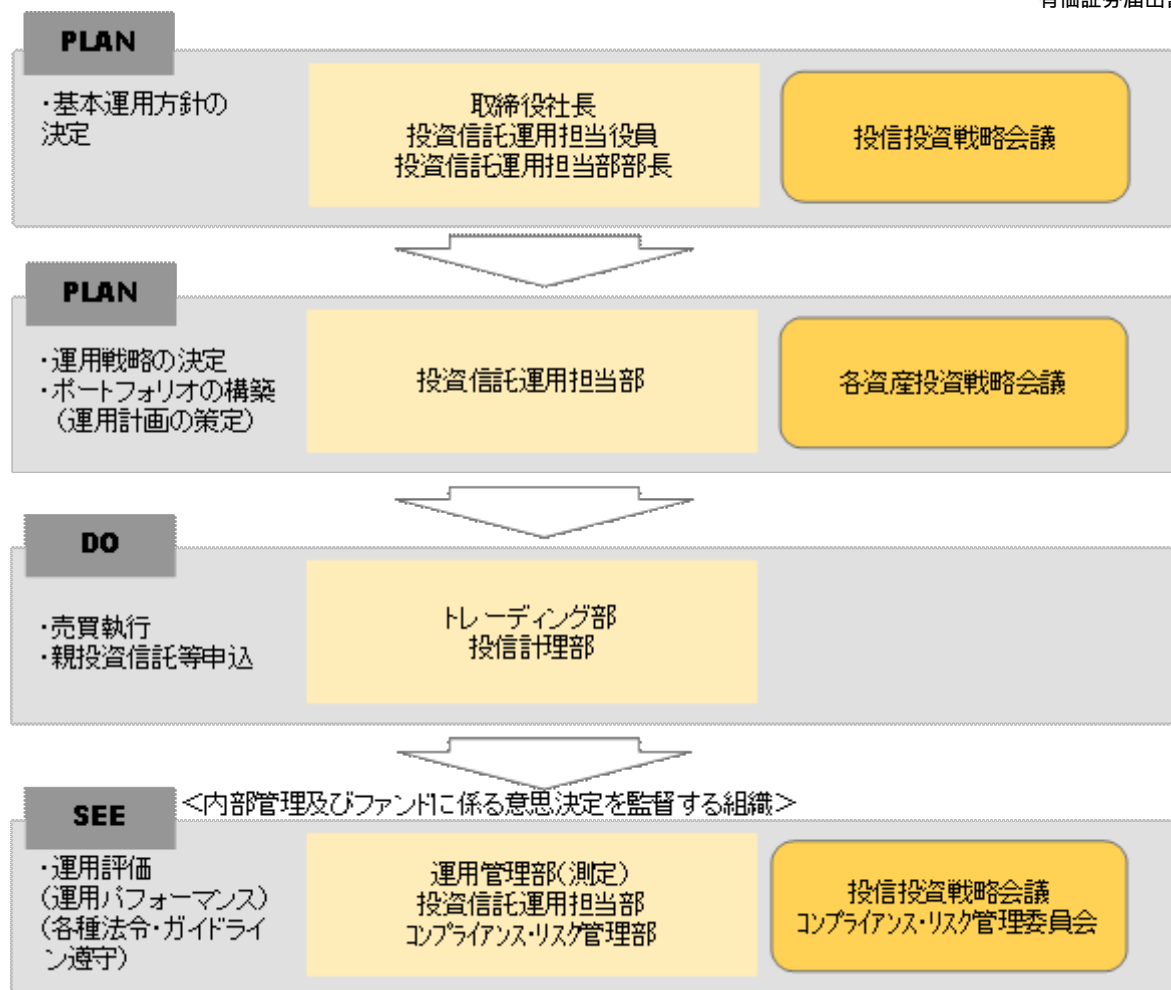 有価証券届出書
PLAN
・基本運用方針の
決定
取締役社長
投資信託運用担当役員
投資信託運用担当部部長
投信投資戦略会議
PLAN
・運用戦略の決定
・ポートフォリオの構築
（運用計画の策定）
投資信託運用担当部
各資産投資戦略会議
DO
・売買執行
・親投資信託等申込
トレーディング部
投信計理部
SEE
＜内部管理及びファンドに係る意思決定を監督する組織＞
・運用評価
（運用パフォーマンス）
（各種法令・ガイドライ
ン遵守）
運用管理部（測定）
投資信託運用担当部
コンプライアンス・リスク管理部
投信投資戦略会議
コンプライアンス・リスク管理委員会